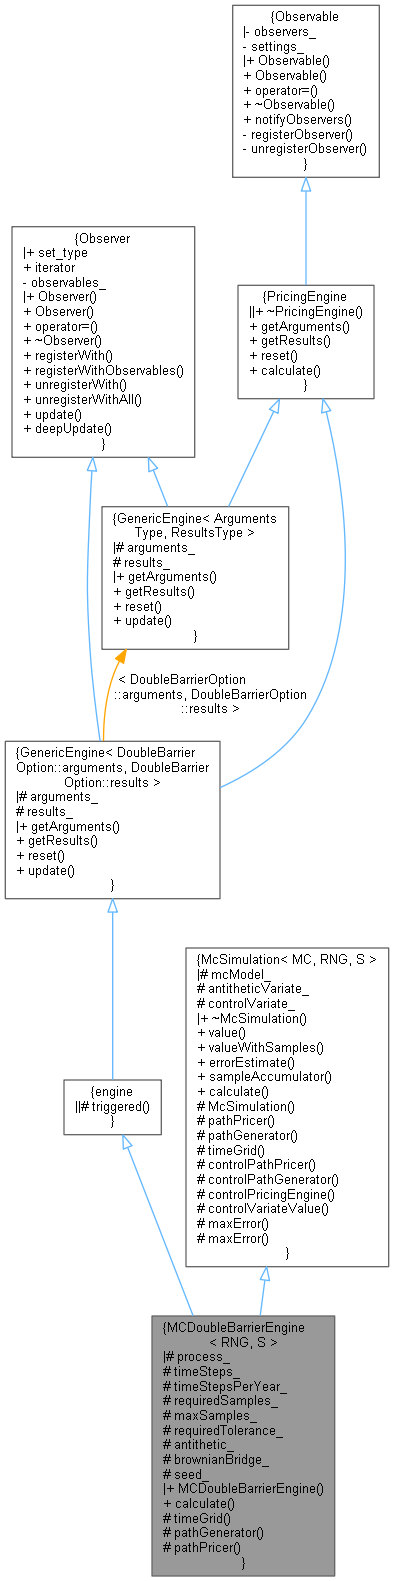 {Observable
|- observers_
- settings_
|+ Observable()
+ Observable()
+ operator=()
+ ~Observable()
+ notifyObservers()
- registerObserver()
- unregisterObserver()
}
{Observer
|+ set_type
+ iterator
- observables_
|+ Observer()
+ Observer()
+ operator=()
+ ~Observer()
+ registerWith()
+ registerWithObservables()
+ unregisterWith()
+ unregisterWithAll()
+ update()
+ deepUpdate()
}
{PricingEngine
||+ ~PricingEngine()
+ getArguments()
+ getResults()
+ reset()
+ calculate()
}
{GenericEngine< Arguments
Type, ResultsType >
|# arguments_
# results_
|+ getArguments()
+ getResults()
+ reset()
+ update()
}
< DoubleBarrierOption
::arguments, DoubleBarrierOption
::results >
{GenericEngine< DoubleBarrier
Option::arguments, DoubleBarrier
Option::results >
|# arguments_
# results_
|+ getArguments()
+ getResults()
+ reset()
+ update()
}
{McSimulation< MC, RNG, S >
|# mcModel_
# antitheticVariate_
# controlVariate_
|+ ~McSimulation()
+ value()
+ valueWithSamples()
+ errorEstimate()
+ sampleAccumulator()
+ calculate()
# McSimulation()
# pathPricer()
# pathGenerator()
# timeGrid()
# controlPathPricer()
# controlPathGenerator()
# controlPricingEngine()
# controlVariateValue()
# maxError()
# maxError()
}
{engine
||# triggered()
}
{MCDoubleBarrierEngine
< RNG, S >
|# process_
# timeSteps_
# timeStepsPerYear_
# requiredSamples_
# maxSamples_
# requiredTolerance_
# antithetic_
# brownianBridge_
# seed_
|+ MCDoubleBarrierEngine()
+ calculate()
# timeGrid()
# pathGenerator()
# pathPricer()
}